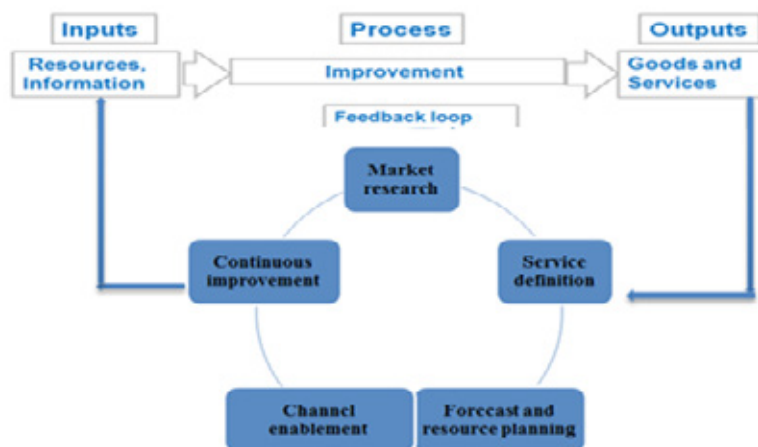 Inputs
Process
Outputs
Resources,
Information
Improvement
Goods and
Services
Feedback loop
Market
research
Continuous
improvement
Service
definition
Channel
enablement
Forecast and
resource planning